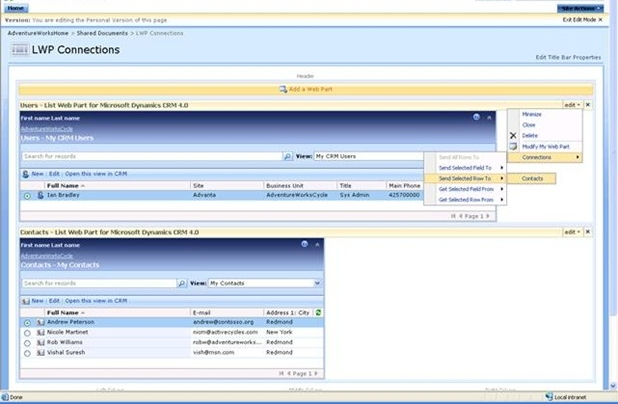 Home
Site Actions
Version: You are editing the Personal Version of this page
Exit Edit Mode ×
AdventureWorksHome > Shared Documents > LWP Connections
LWP Connections
Edit Title Bar Properties
Header
Add a Web Part
Users - List Web Part for Microsoft Dynamics CRM 4.0
edit
First name Last name
AdventureWorksCycle
Users - My CRM Users
Search for records
View: My CRM Users
New | Edit | Open this view in CRM
Full Name Site Business Unit Title Main Phone
Ian Bradley Advanta AdventureWorksCycle Sys Admin 425700000
Page 1
Minimize
Close
Delete
Modify My Web Part
Connections
Send All Rows To
Send Selected Field To
Send Selected Row To
Get Selected Field From
Get Selected Row From
Contacts
Contacts - List Web Part for Microsoft Dynamics CRM 4.0
edit
First name Last name
AdventureWorksCycle
Contacts - My Contacts
Search for records
View: My Contacts
New | Edit | Open this view in CRM
Full Name E-mail Address 1: City
Andrew Peterson andrew@contosso.org Redmond
Nicole Martinet nicm@activecycles.com New York
Rob Williams robw@adventureworks... Redmond
Vishal Suresh vish@msn.com Redmond
Page 1
Done
Local intranet